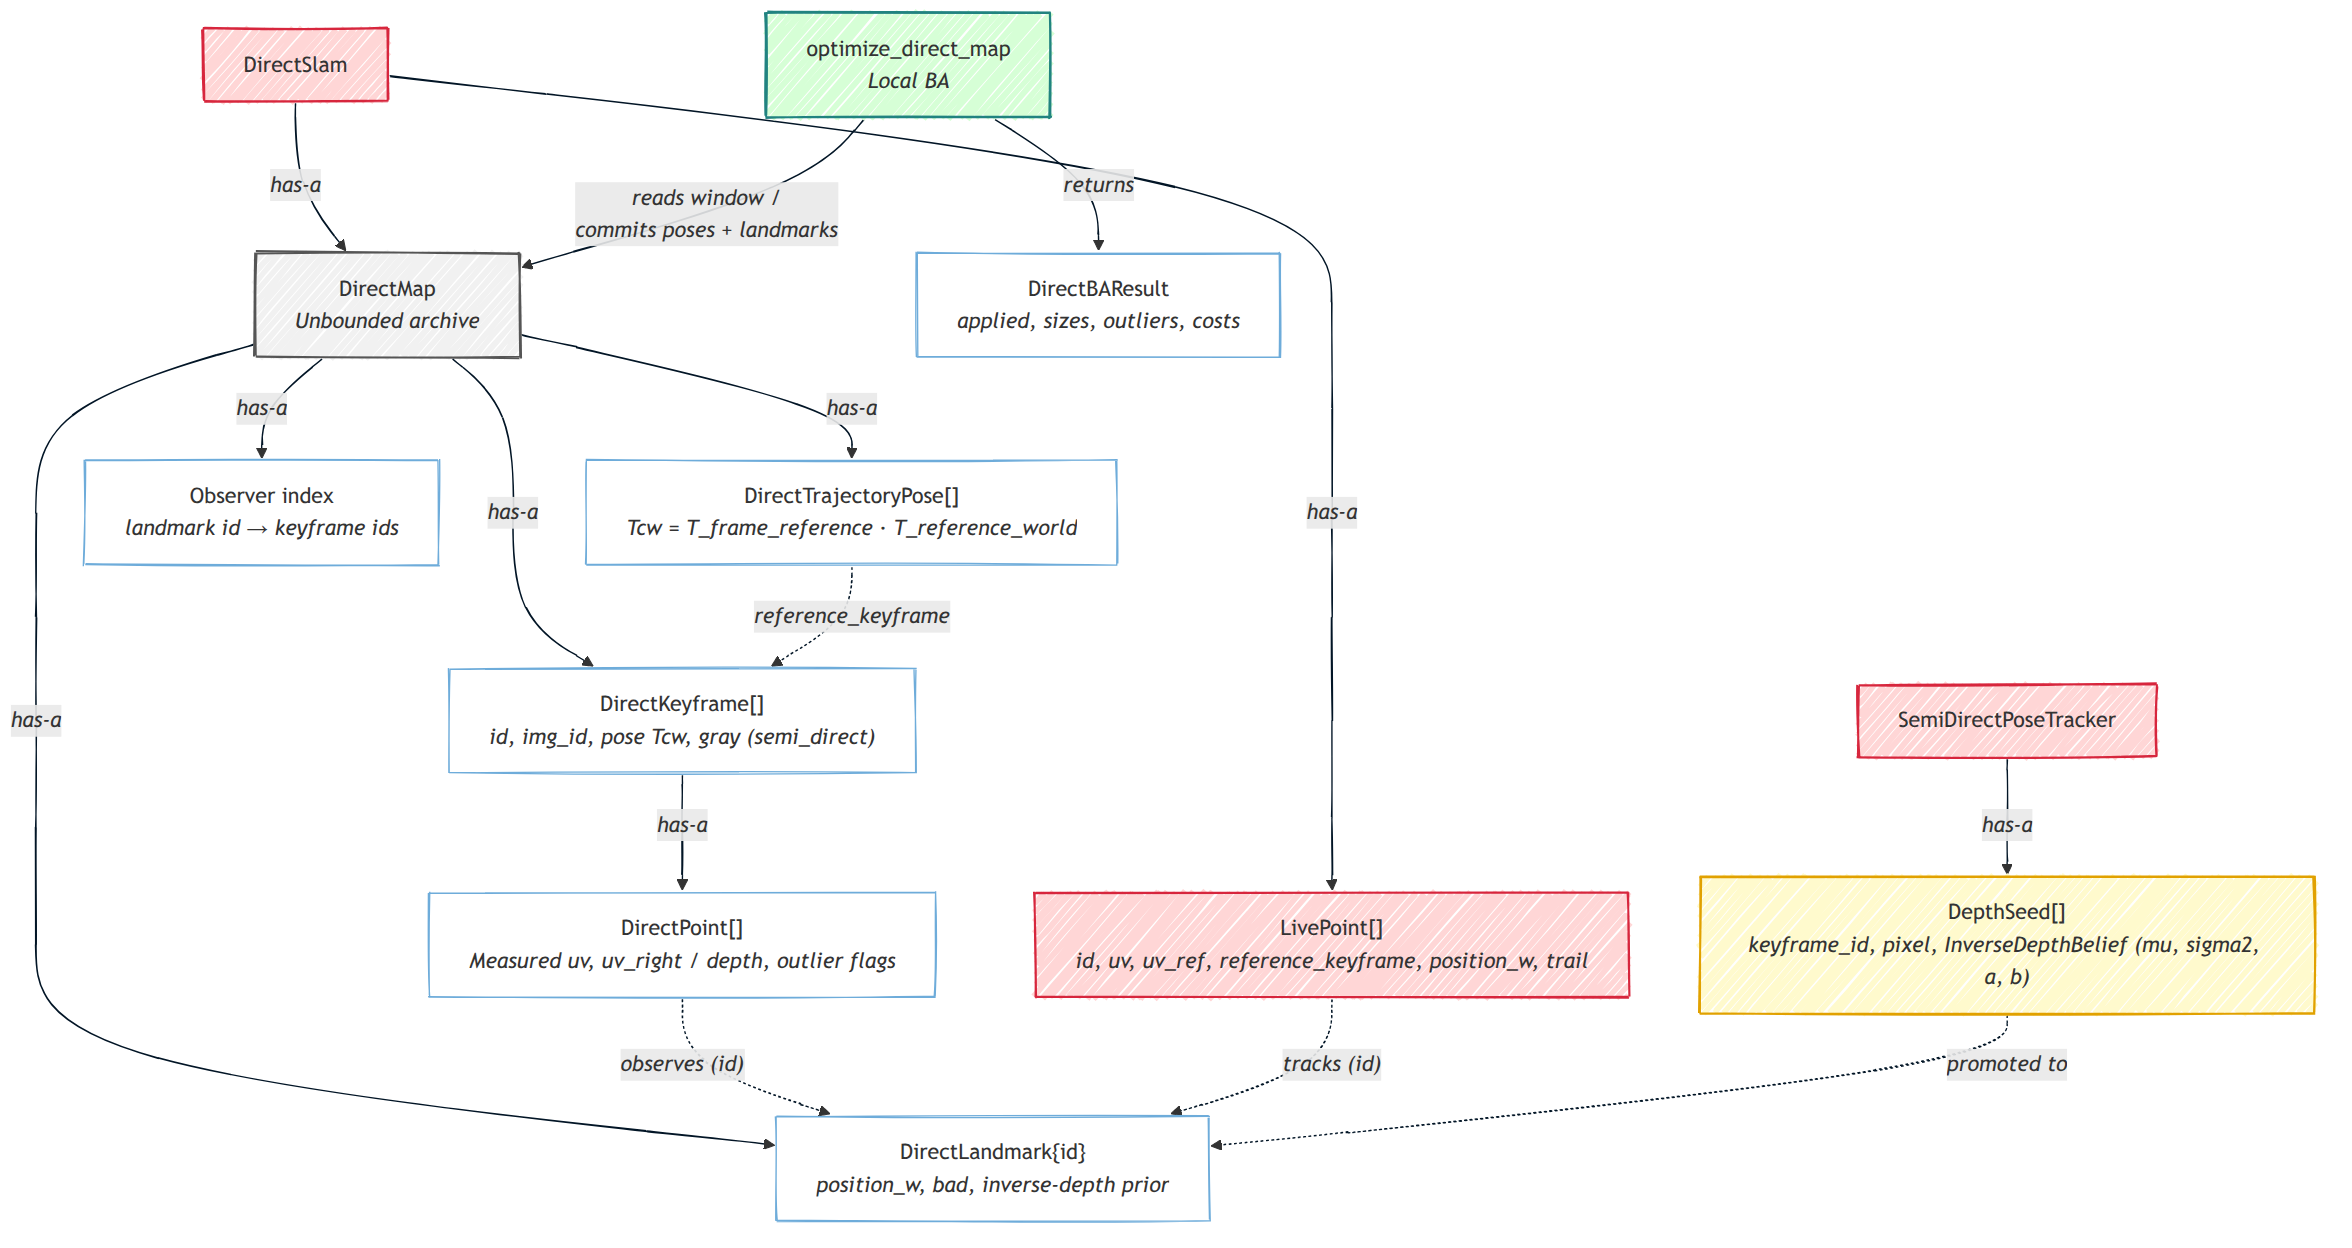 DirectSlam
optimize_direct_map
Local BA
has-a
reads window /
commits poses + landmarks
returns
DirectMap
Unbounded archive
DirectBAResult
applied, sizes, outliers, costs
has-a
has-a
Observer index
landmark id → keyframe ids
has-a
DirectTrajectoryPose[]
Tcw = T_frame_reference · T_reference_world
has-a
reference_keyframe
has-a
DirectKeyframe[]
id, img_id, pose Tcw, gray (semi_direct)
SemiDirectPoseTracker
has-a
has-a
DirectPoint[]
Measured uv, uv_right / depth, outlier flags
LivePoint[]
id, uv, uv_ref, reference_keyframe, position_w, trail
DepthSeed[]
keyframe_id, pixel, InverseDepthBelief (mu, sigma2,
a, b)
observes (id)
tracks (id)
promoted to
DirectLandmark{id}
position_w, bad, inverse-depth prior